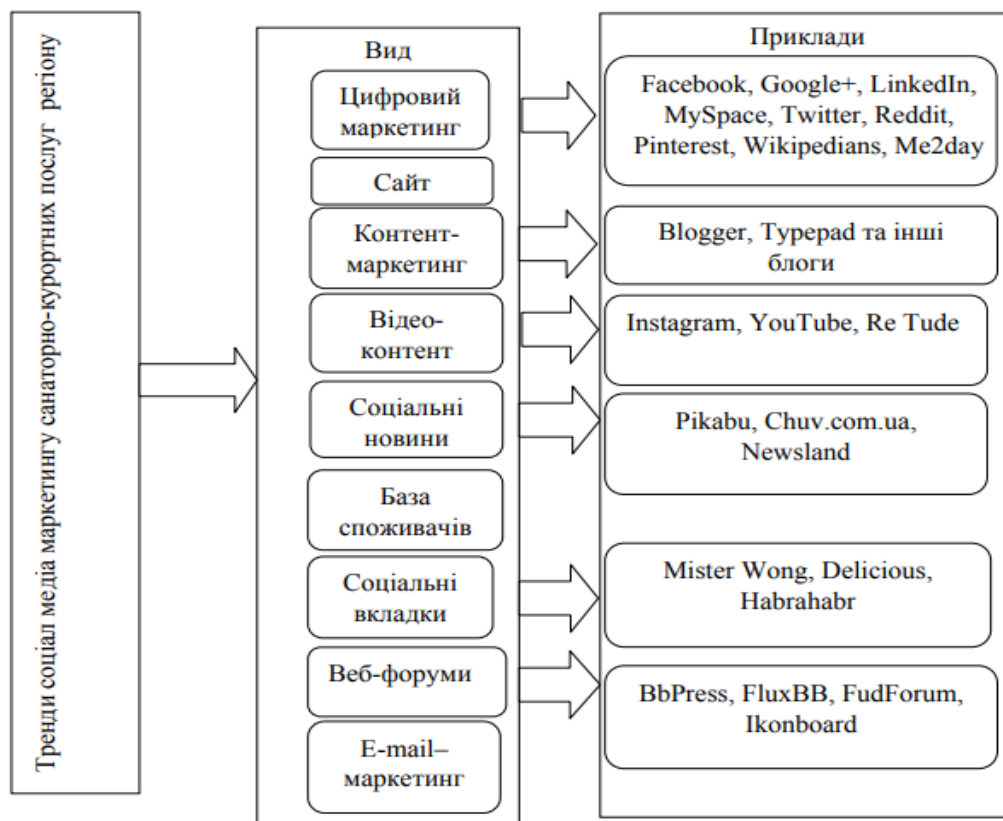 Тренди соціал медіа маркетингу санаторно-курортних послуг регіону
Вид
Цифровий
маркетинг
Сайт
Контент-
маркетинг
Відео-
контент
Соціальні
новини
База
споживачів
Соціальні
вкладки
Веб-форуми
E-mail–
маркетинг
Приклади
Facebook, Google+, LinkedIn,
MySpace, Twitter, Reddit,
Pinterest, Wikipedians, Me2day
Blogger, Typepad та інші
блоги
Instagram, YouTube, Re Tude
Pikabu, Chuv.com.ua,
Newsland
Mister Wong, Delicious,
Habrahabr
BbPress, FluxBB, FudForum,
Ikonboard